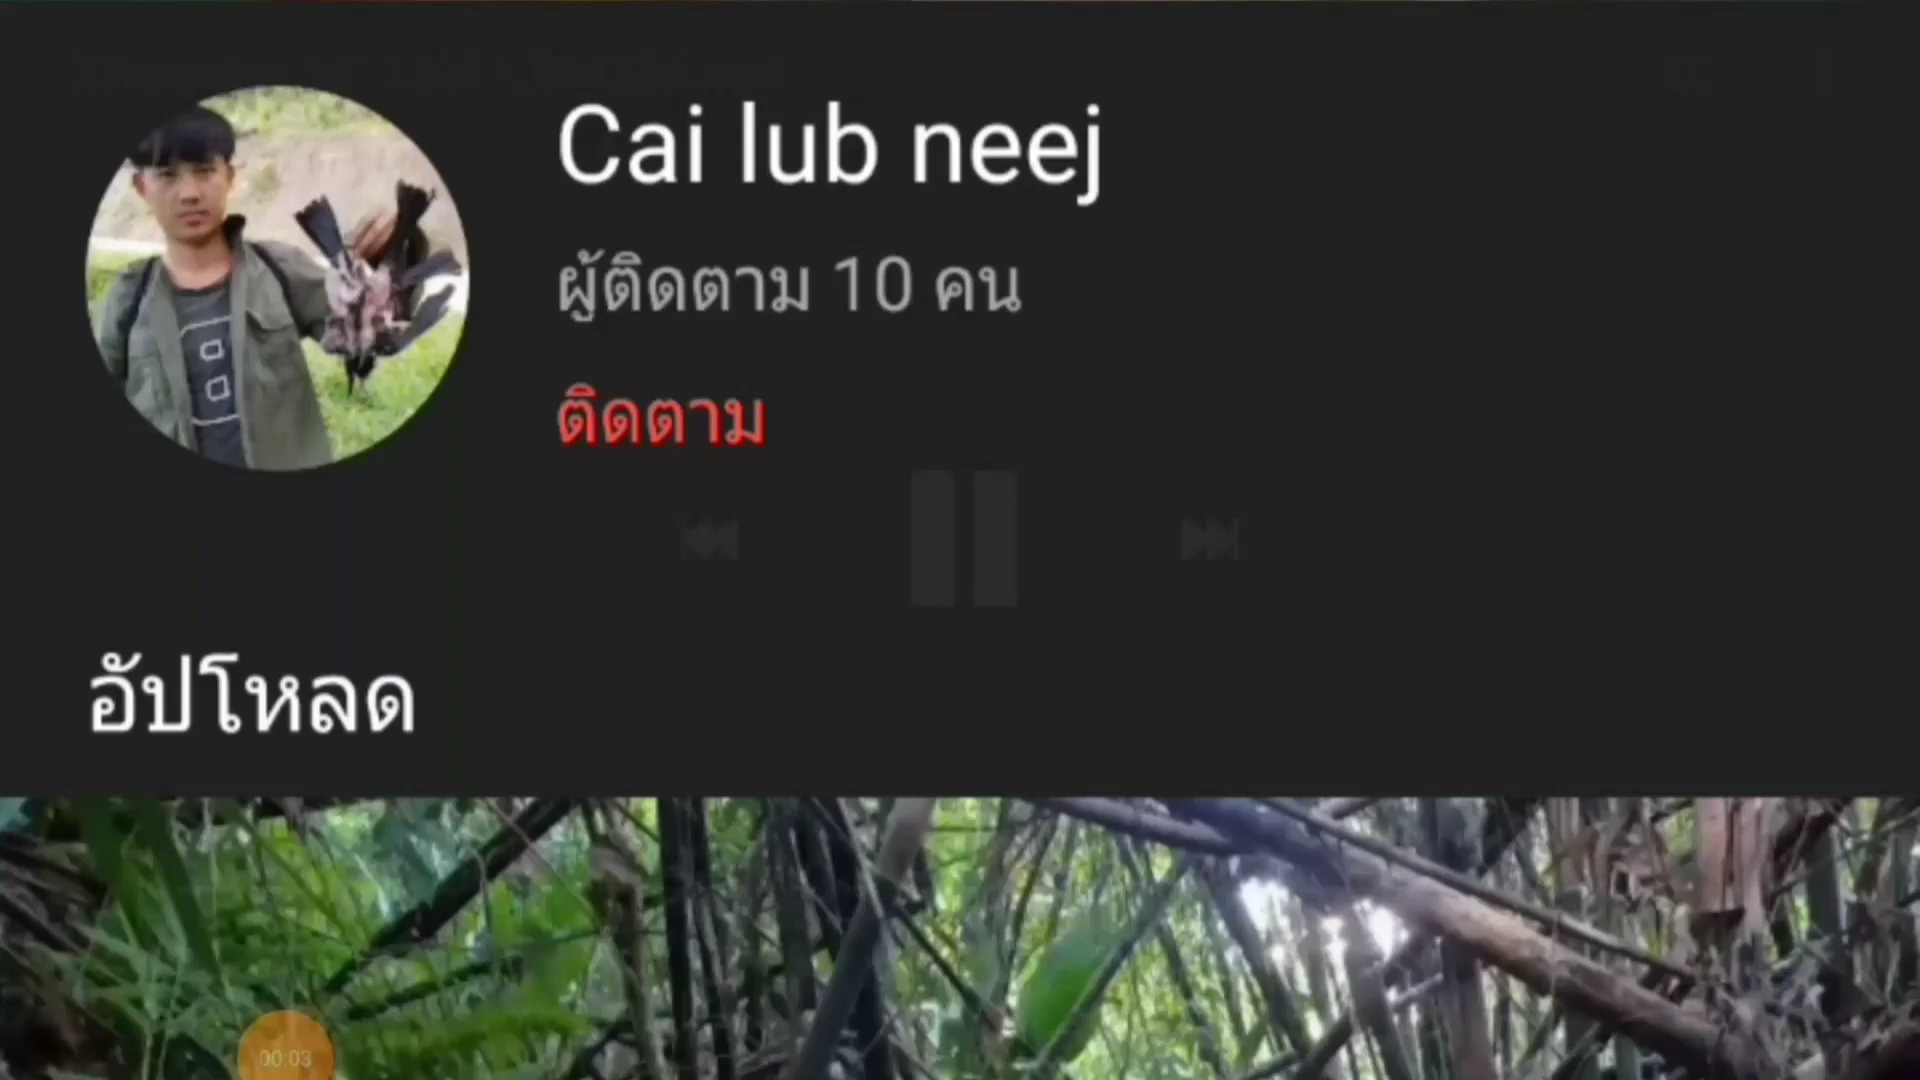 Cai lub neej
ผู้ติดตาม 10 คน
ติดตาม
อัปโหลด
00:03